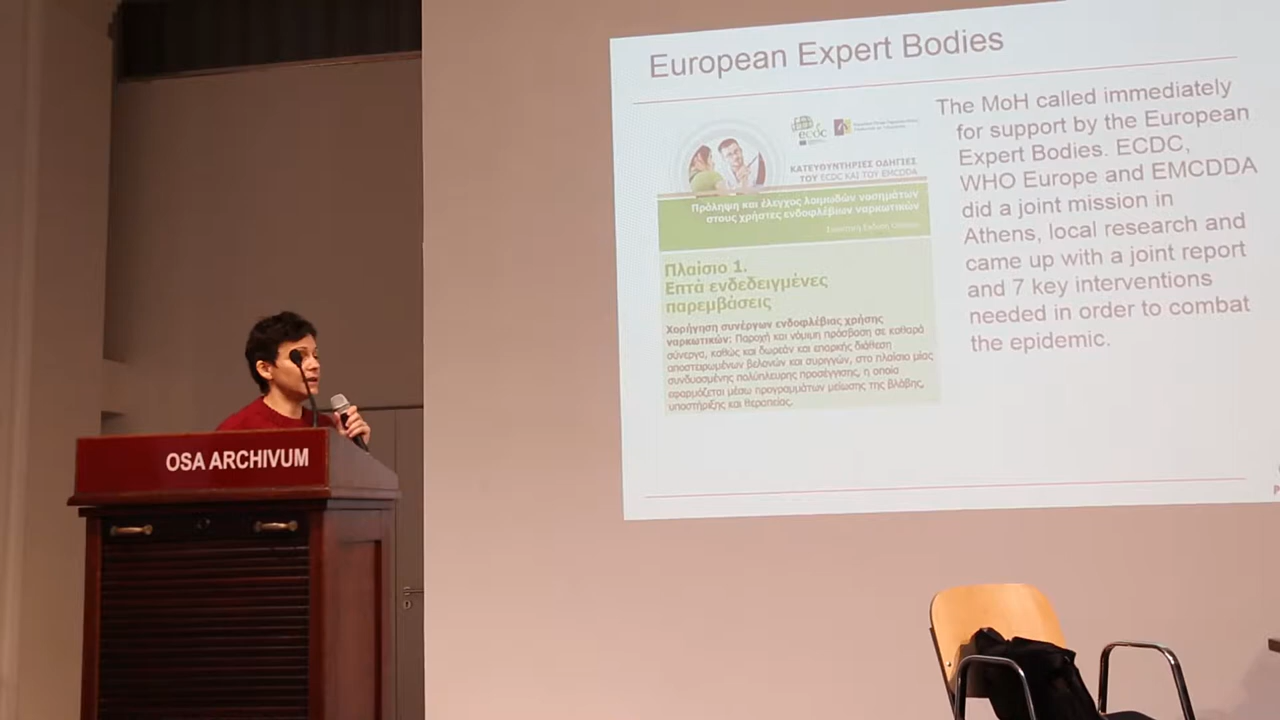 European Expert Bodies
ecdc
ΚΑΤΕΥΘΥΝΤΗΡΙΕΣ ΟΔΗΓΙΕΣ
ΤΟΥ ECDC ΚΑΙ ΤΟΥ EMCDDA
Πρόληψη και έλεγχος λοιμωδών νοσημάτων
στους χρήστες ενδοφλέβιων ναρκωτικών
Πλαίσιο 1.
Επτά ενδεδειγμένες
παρεμβάσεις
Χορήγηση συνέργων ενδοφλέβιας χρήσης
ναρκωτικών: Παροχή και νόμιμη πρόσβαση σε καθαρά
σύνεργα, καθώς και δωρεάν και επαρκής διάθεση
αποστειρωμένων βελονών και συριγγών, στο πλαίσιο μίας
συνδυασμένης πολύπλευρης προσέγγισης, η οποία
εφαρμόζεται μέσω προγραμμάτων μείωσης της βλάβης,
υποστήριξης και θεραπείας.
The MoH called immediately
for support by the European
Expert Bodies. ECDC,
WHO Europe and EMCDDA
did a joint mission in
Athens, local research and
came up with a joint report
and 7 key interventions
needed in order to combat
the epidemic.
OSA ARCHIVUM